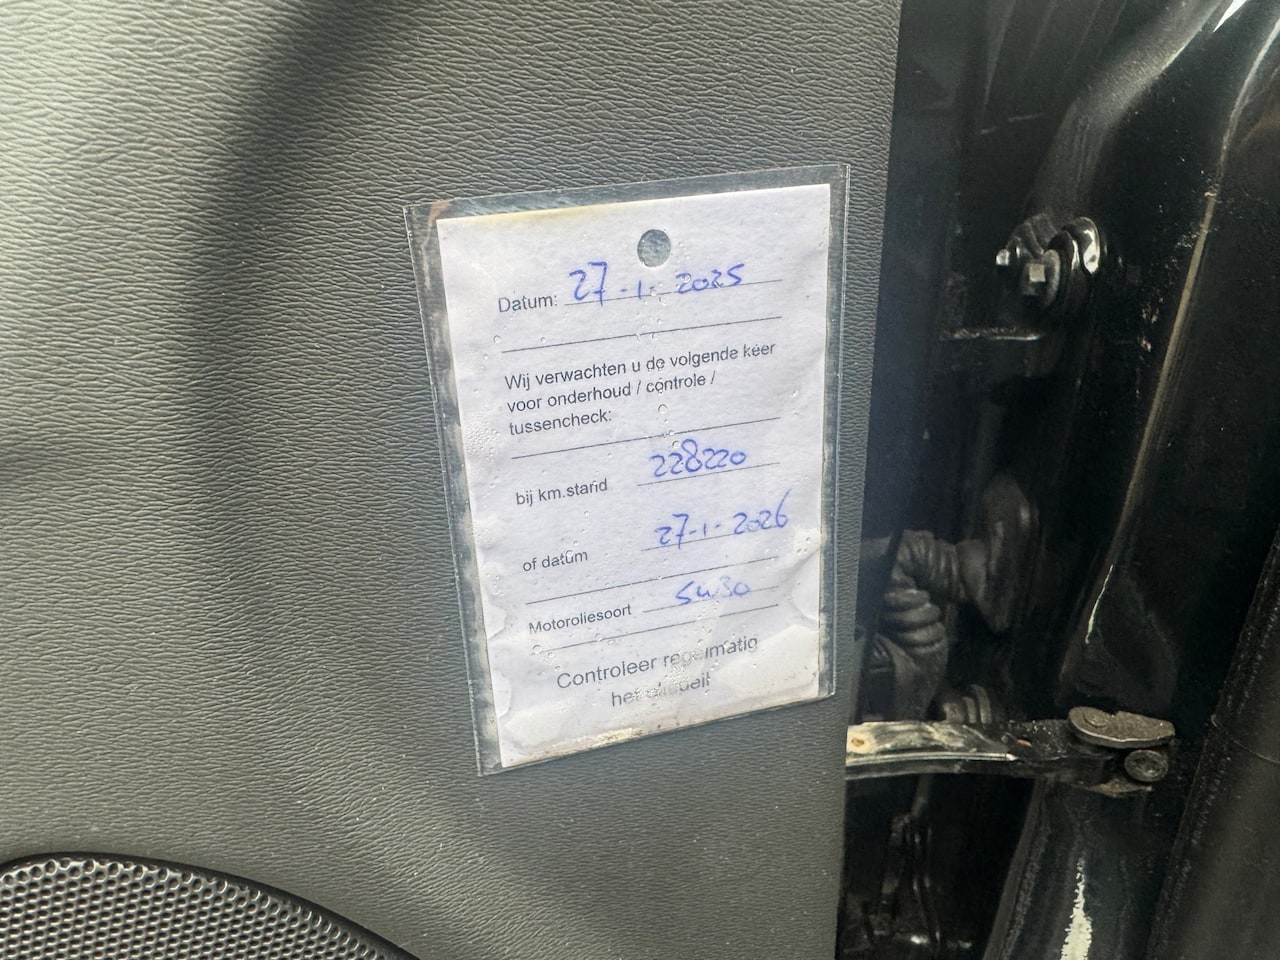 Datum: 27-1-2025
Wij verwachten u de volgende keer
voor onderhoud / controle /
tussencheck:
bij km.stand 228220
of datum 27-1-2026
Motoroliesoort 5W30
Controleer regelmatig
het oliepeil